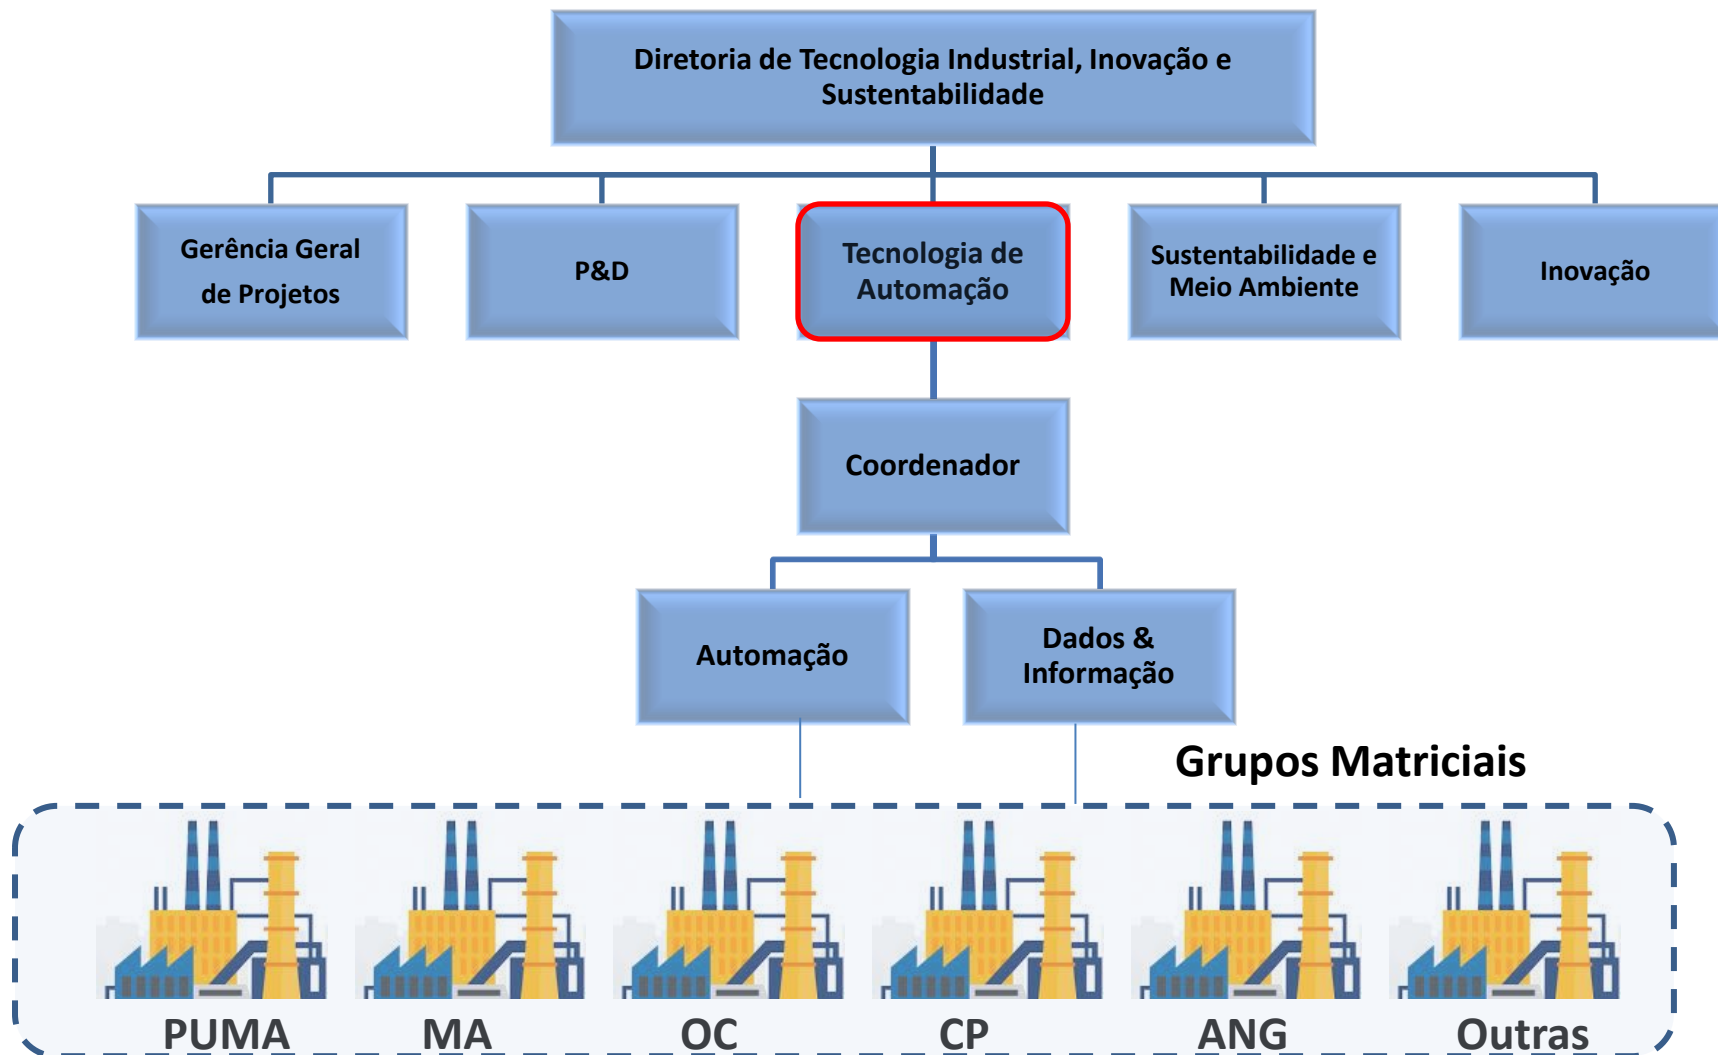 Diretoria de Tecnologia Industrial, Inovação e
Sustentabilidade
Gerência Geral
de Projetos
P&D
Tecnologia de
Automação
Sustentabilidade e
Meio Ambiente
Inovação
Coordenador
Automação
Dados &
Informação
Grupos Matriciais
PUMA
MA
OC
CP
ANG
Outras